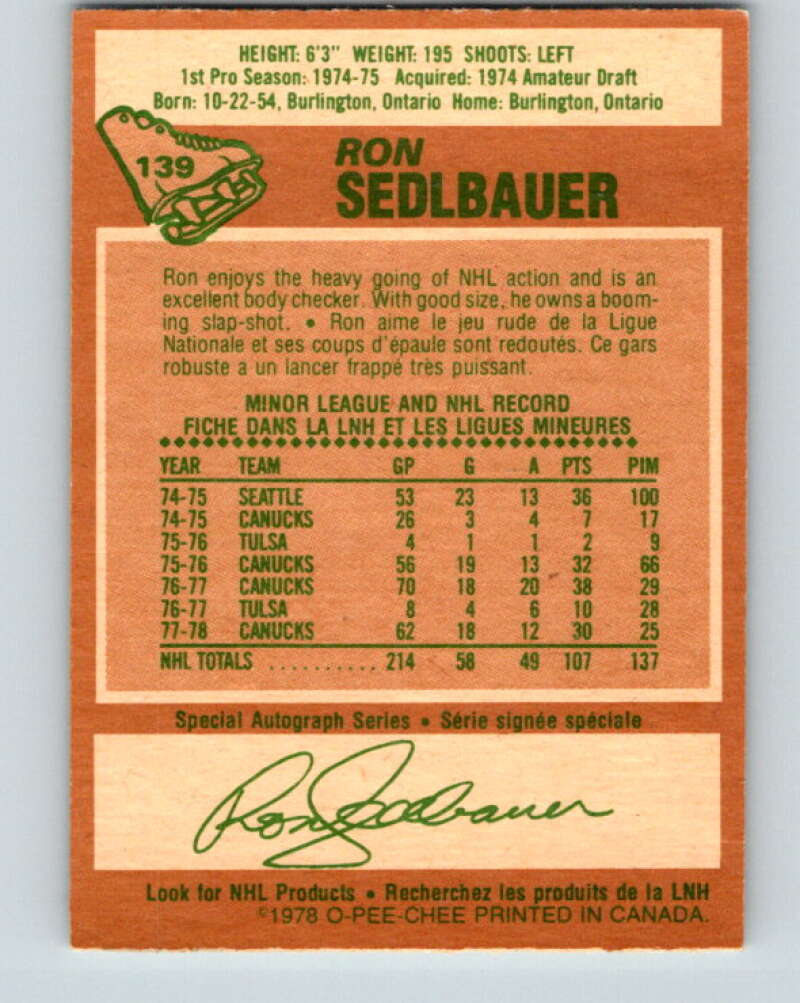 HEIGHT: 6'3" WEIGHT: 195 SHOOTS: LEFT
1st Pro Season: 1974-75 Acquired: 1974 Amateur Draft
Born: 10-22-54, Burlington, Ontario Home: Burlington, Ontario
139
RON
SEDLBAUER
Ron enjoys the heavy going of NHL action and is an
excellent body checker. With good size, he owns a boom-
ing slap-shot. • Ron aime le jeu rude de la Ligue
Nationale et ses coups d'épaule sont redoutés. Ce gars
robuste a un lancer frappé très puissant.
MINOR LEAGUE AND NHL RECORD
FICHE DANS LA LNH ET LES LIGUES MINEURES
YEAR TEAM GP G A PTS PIM
74-75 SEATTLE 53 23 13 36 100
74-75 CANUCKS 26 3 4 7 17
75-76 TULSA 4 1 1 2 9
75-76 CANUCKS 56 19 13 32 66
76-77 CANUCKS 70 18 20 38 29
76-77 TULSA 8 4 6 10 28
77-78 CANUCKS 62 18 12 30 25
NHL TOTALS .......... 214 58 49 107 137
Special Autograph Series • Série signée spéciale
Ron Sedlbauer
Look for NHL Products • Recherchez les produits de la LNH
©1978 O-PEE-CHEE PRINTED IN CANADA.